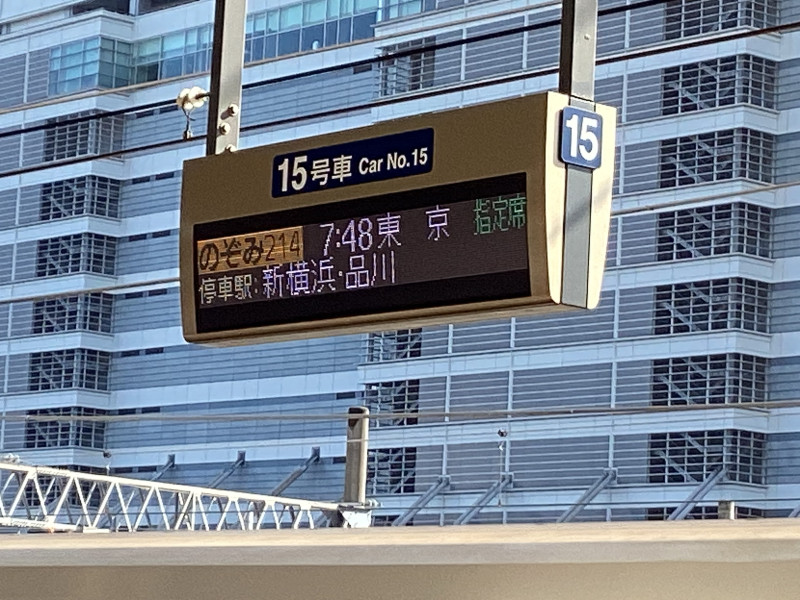 15号車 Car No.15
15
のぞみ214 7:48 東 京 指定席
停車駅:新横浜・品川